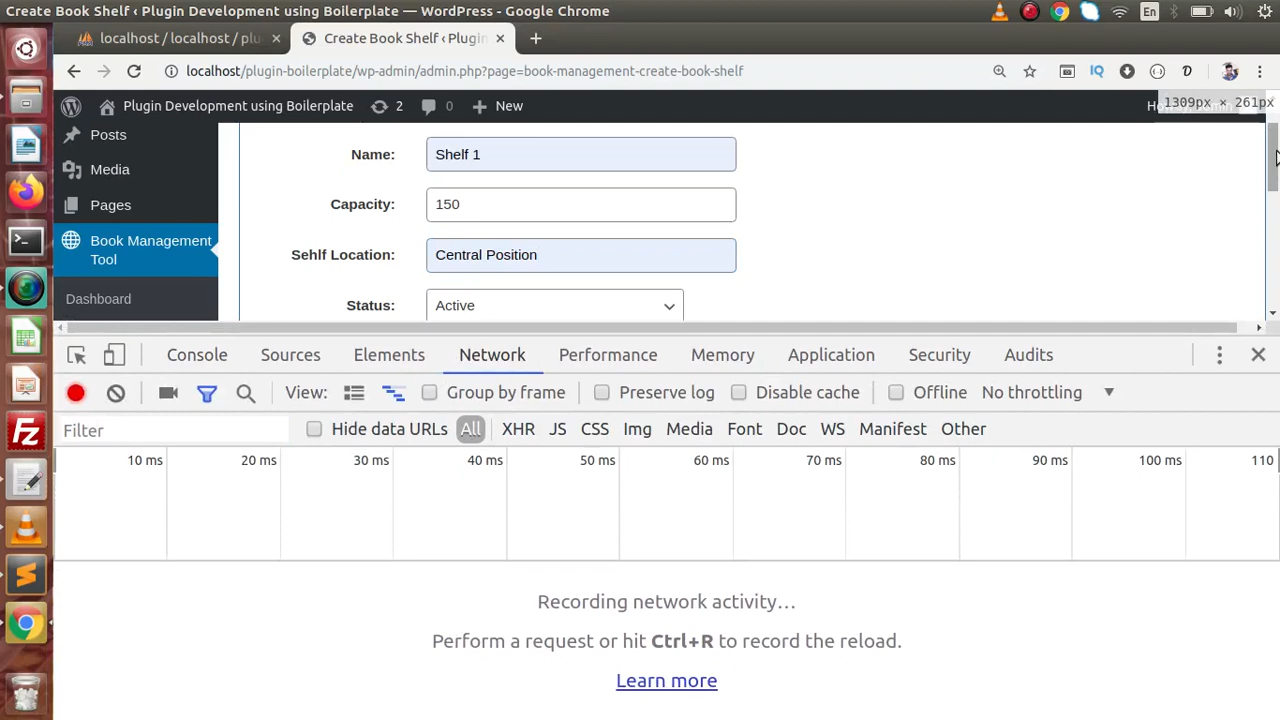 Create Book Shelf ‹ Plugin Development using Boilerplate — WordPress - Google Chrome
En
localhost / localhost / plu
Create Book Shelf ‹ Plugin
localhost/plugin-boilerplate/wp-admin/admin.php?page=book-management-create-book-shelf
IQ
Plugin Development using Boilerplate
2
0
New
1309px × 261px
Posts
Media
Pages
Book Management
Tool
Dashboard
Name:
Shelf 1
Capacity:
150
Sehlf Location:
Central Position
Status:
Active
Console
Sources
Elements
Network
Performance
Memory
Application
Security
Audits
View:
Group by frame
Preserve log
Disable cache
Offline
No throttling
Filter
Hide data URLs
All
XHR
JS
CSS
Img
Media
Font
Doc
WS
Manifest
Other
10 ms
20 ms
30 ms
40 ms
50 ms
60 ms
70 ms
80 ms
90 ms
100 ms
110
Recording network activity…
Perform a request or hit Ctrl+R to record the reload.
Learn more